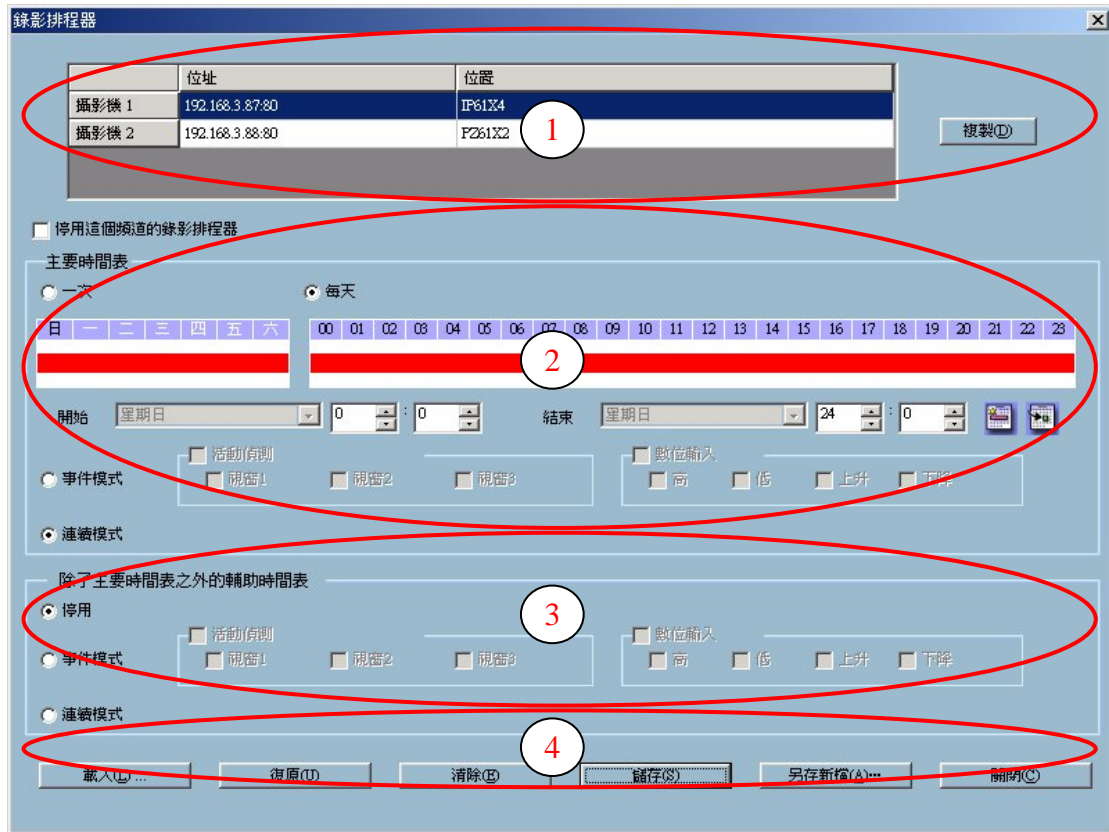 錄影排程器
位址 位置
攝影機 1 192.168.3.87:80 IP61X4
攝影機 2 192.168.3.88:80 PZ61X2
1
複製(D)
停用這個頻道的錄影排程器
主要時間表
一次 每天
日 一 二 三 四 五 六 00 01 02 03 04 05 06 07 08 09 10 11 12 13 14 15 16 17 18 19 20 21 22 23
2
開始 星期日 0 : 0 結束 星期日 24 : 0
活動偵測 數位輸入
事件模式 視窗1 視窗2 視窗3 高 低 上升 下降
連續模式
除了主要時間表之外的輔助時間表
停用
3
活動偵測 數位輸入
事件模式 視窗1 視窗2 視窗3 高 低 上升 下降
連續模式
4
載入(L)... 復原(U) 清除(E) 儲存(S) 另存新檔(A)... 關閉(C)